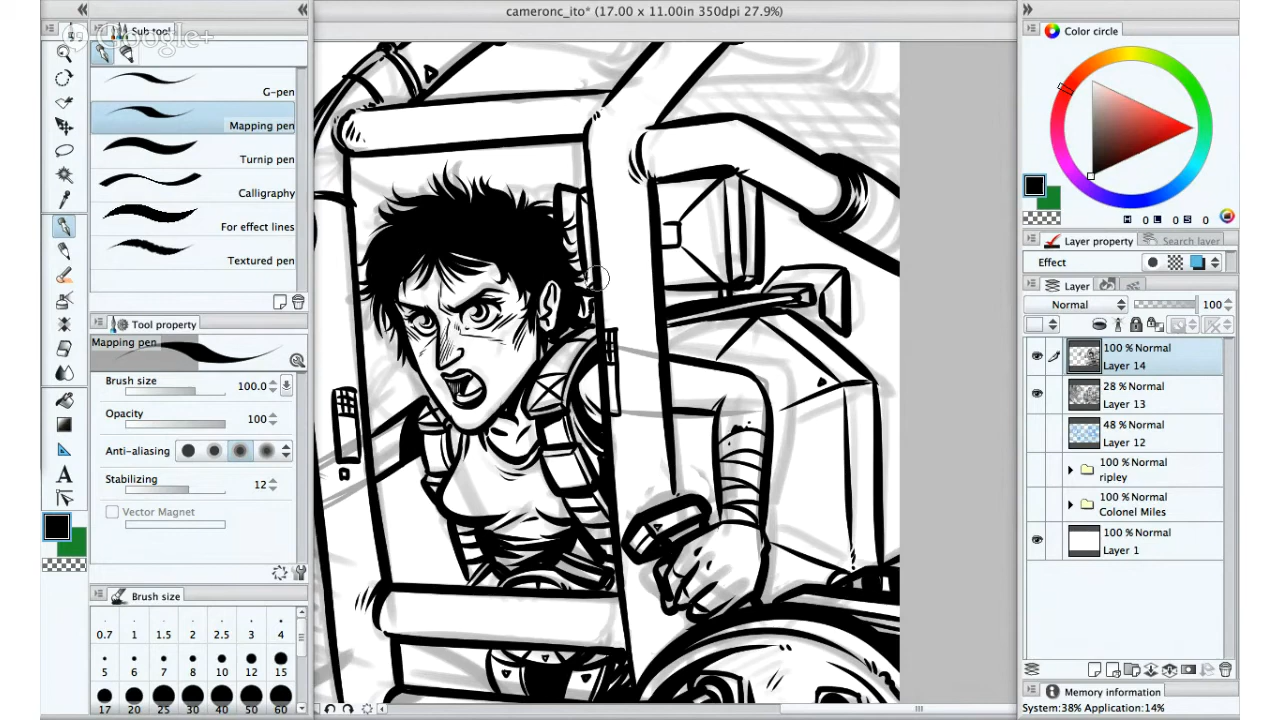 cameronc_ito* (17.00 x 11.00in 350dpi 27.9%)
Google+
Sub tool
G-pen
Mapping pen
Turnip pen
Calligraphy
For effect lines
Textured pen
Tool property
Mapping pen
Brush size 100.0
Opacity 100
Anti-aliasing
Stabilizing 12
Vector Magnet
Brush size
0.7 1 1.5 2 2.5 3 4
5 6 7 8 10 12 15
17 20 25 30 40 50 60
Color circle
H 0 L 0 S 0
Layer property
Search layer
Effect
Layer
Normal 100
100 % Normal
Layer 14
28 % Normal
Layer 13
48 % Normal
Layer 12
100 % Normal
ripley
100 % Normal
Colonel Miles
100 % Normal
Layer 1
Memory information
System:38% Application:14%